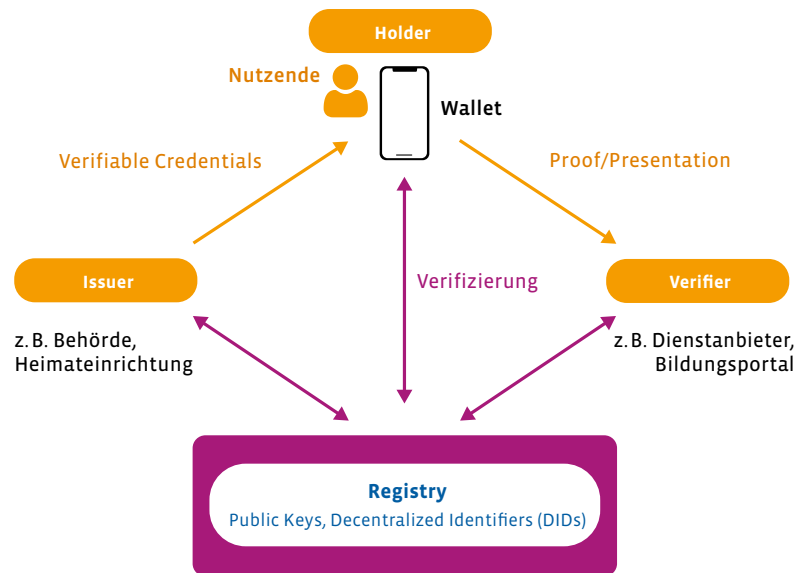 Holder
Nutzende
Wallet
Verifiable Credentials
Proof/Presentation
Issuer
Verifizierung
Verifier
z. B. Behörde,
Heimateinrichtung
z. B. Dienstanbieter,
Bildungsportal
Registry
Public Keys, Decentralized Identifiers (DIDs)